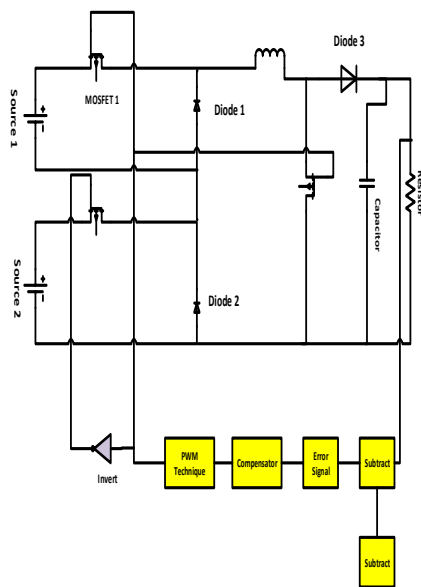 Diode 3
Source 1
MOSFET 1
Diode 1
Resistor
Capacitor
Source 2
Diode 2
Invert
PWM
Technique
Compensator
Error
Signal
Subtract
Subtract